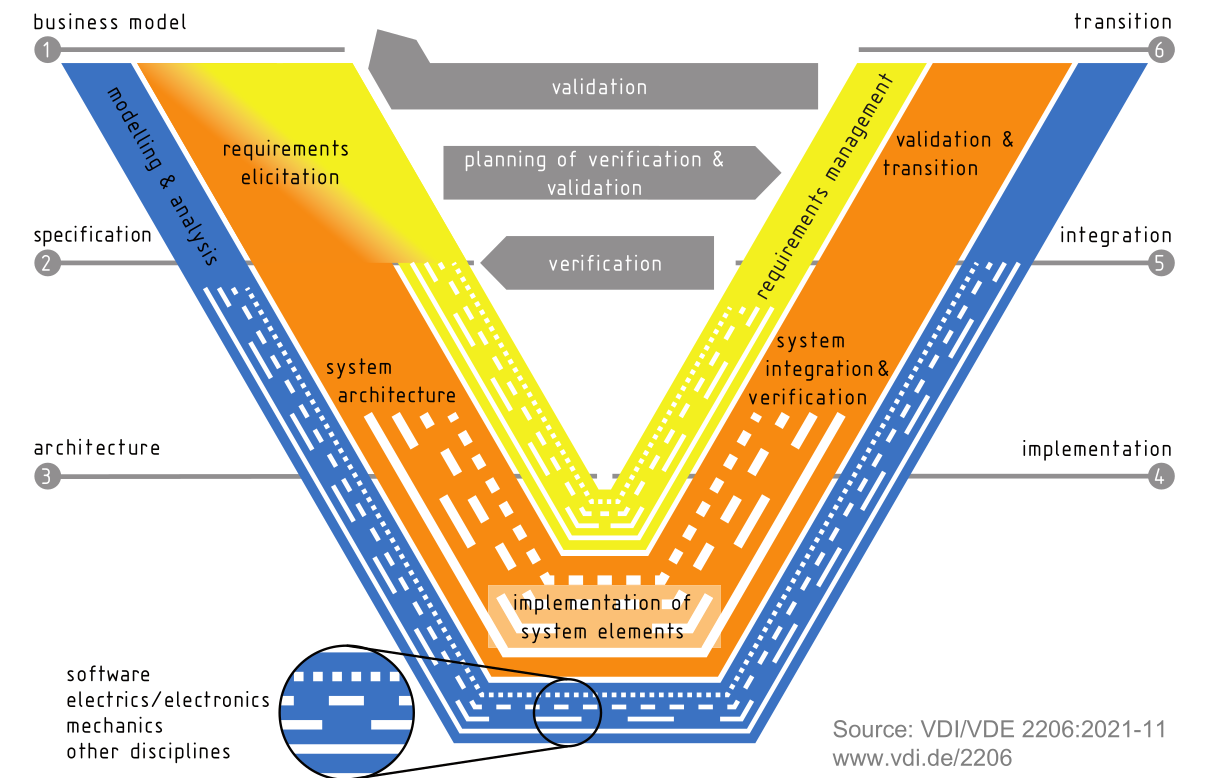 business model
1
transition
6
validation
modelling & analysis
requirements
elicitation
planning of verification &
validation
requirements management
validation &
transition
specification
2
verification
integration
5
system
architecture
system
integration &
verification
architecture
3
implementation
4
implementation of
system elements
software
electrics/electronics
mechanics
other disciplines
Source: VDI/VDE 2206:2021-11
www.vdi.de/2206